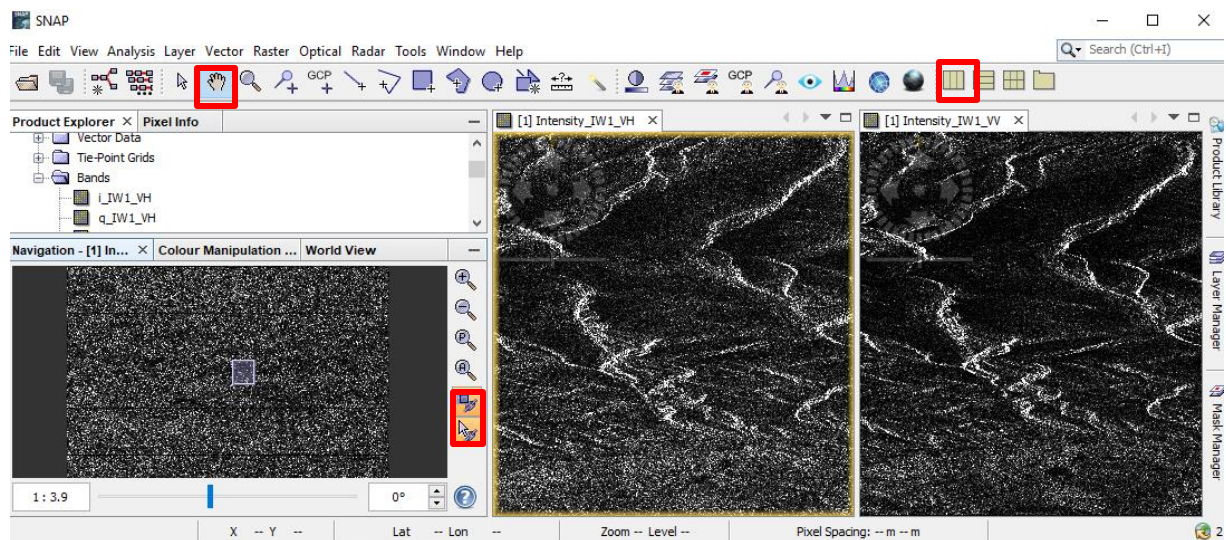 SNAP
File Edit View Analysis Layer Vector Raster Optical Radar Tools Window Help
Search (Ctrl+I)
GCP
GCP
Product Explorer Pixel Info
Vector Data
Tie-Point Grids
Bands
i_IW1_VH
q_IW1_VH
Navigation - [1] In... Colour Manipulation ... World View
1 : 3.9
0°
[1] Intensity_IW1_VH
[1] Intensity_IW1_VV
Product Library
Layer Manager
Mask Manager
X -- Y -- Lat -- Lon -- Zoom -- Level -- Pixel Spacing: -- m -- m 2